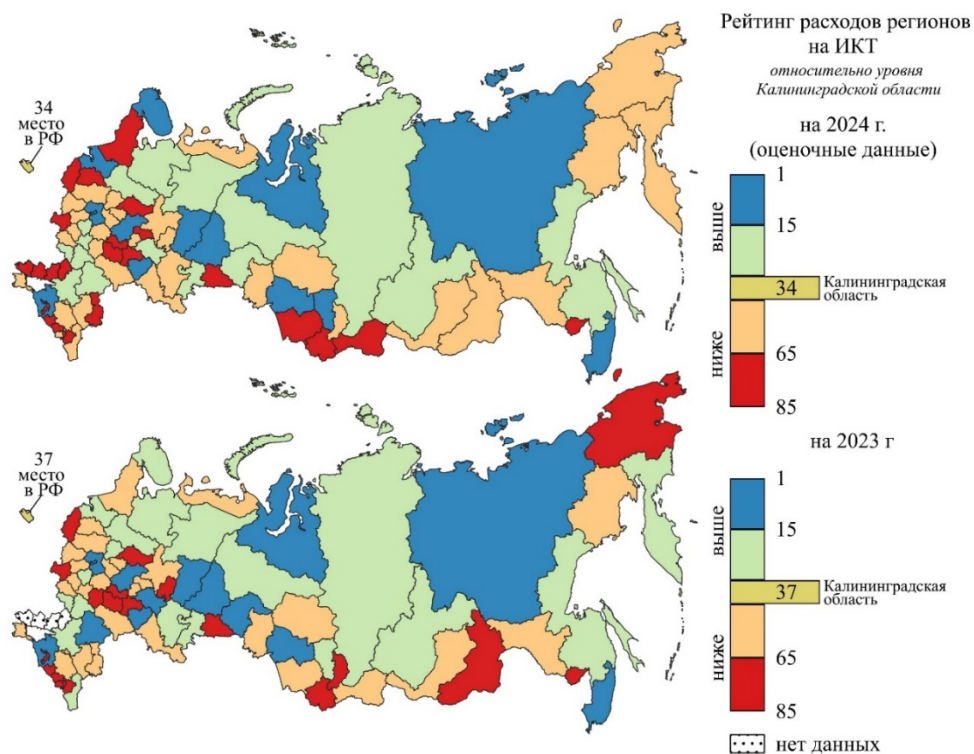 Рейтинг расходов регионов
на ИКТ
относительно уровня
Калининградской области
34
место
в РФ
на 2024 г.
(оценочные данные)
выше
ниже
1
15
34
Калининградская
область
65
85
37
место
в РФ
на 2023 г
выше
ниже
1
15
37
Калининградская
область
65
85
нет данных